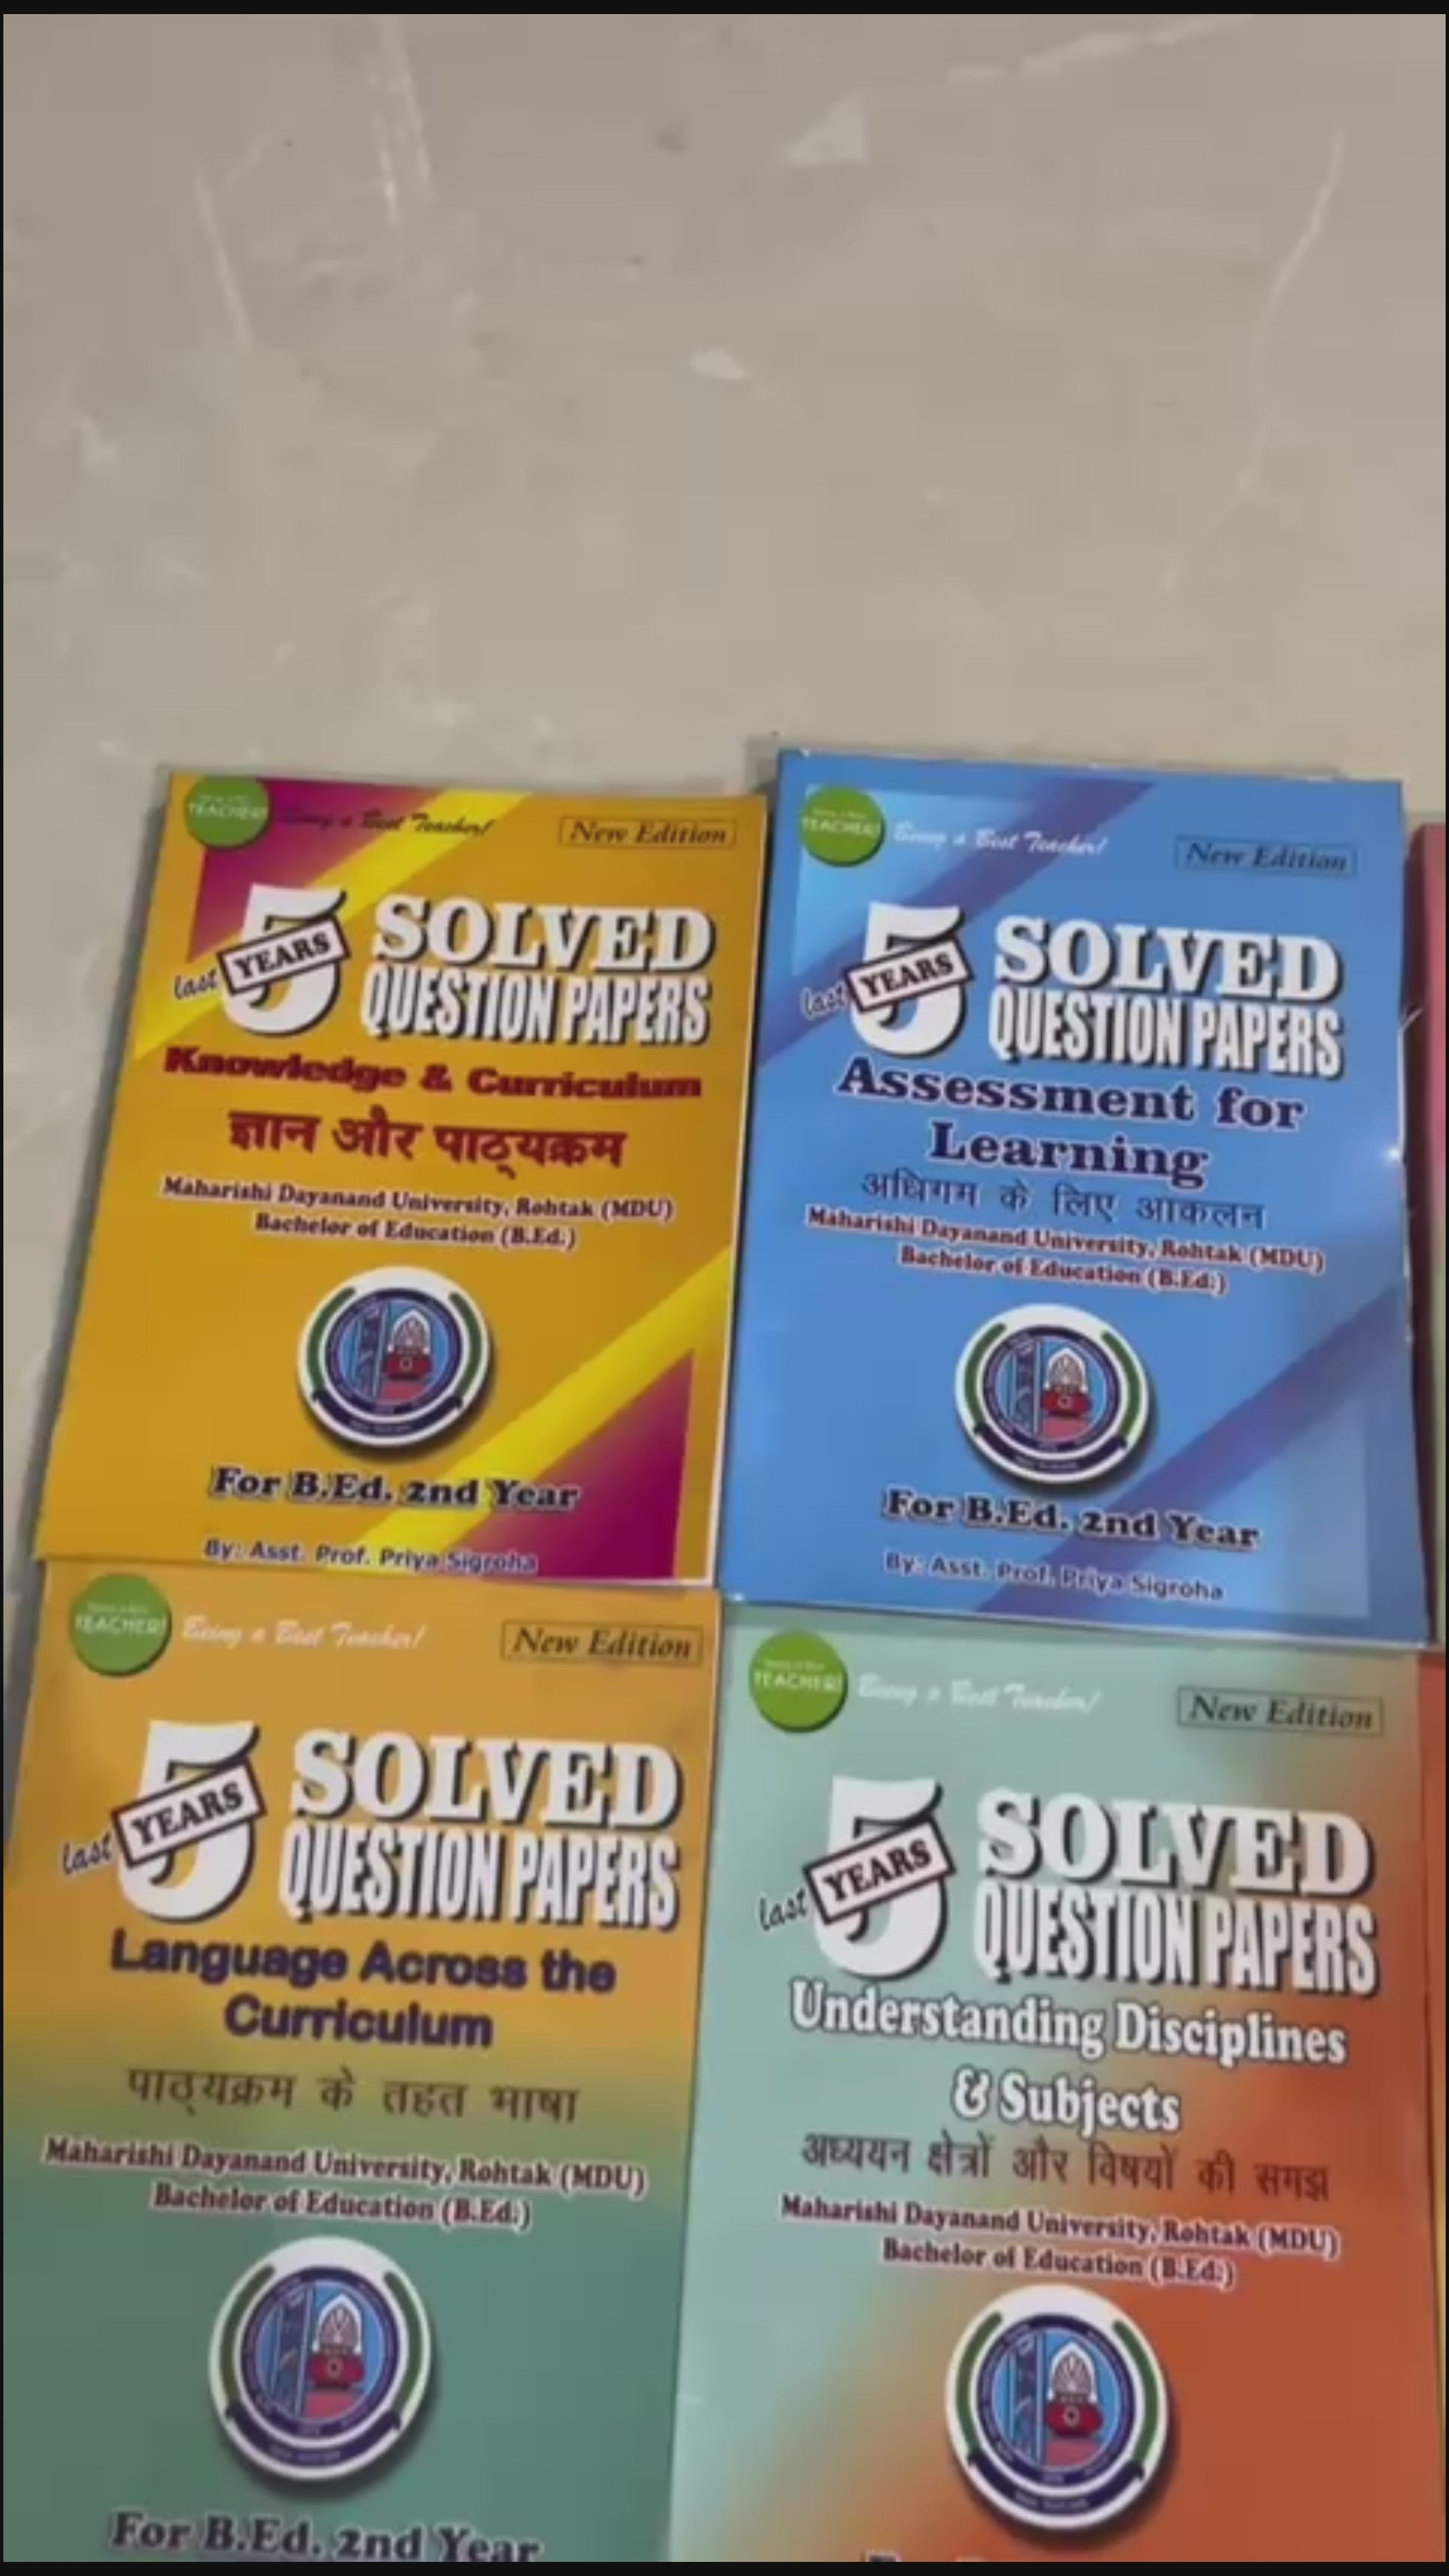 TEACHER!
Being a Best Teacher!
New Edition
last 5 YEARS
SOLVED
QUESTION PAPERS
Knowledge & Curriculum
ज्ञान और पाठ्यक्रम
Maharishi Dayanand University, Rohtak (MDU)
Bachelor of Education (B.Ed.)
For B.Ed. 2nd Year
By: Asst. Prof. Priya Sigroha
TEACHER!
Being a Best Teacher!
New Edition
last 5 YEARS
SOLVED
QUESTION PAPERS
Assessment for
Learning
अधिगम के लिए आकलन
Maharishi Dayanand University, Rohtak (MDU)
Bachelor of Education (B.Ed.)
For B.Ed. 2nd Year
By: Asst. Prof. Priya Sigroha
TEACHER!
Being a Best Teacher!
New Edition
last 5 YEARS
SOLVED
QUESTION PAPERS
Language Across the
Curriculum
पाठ्यक्रम के तहत भाषा
Maharishi Dayanand University, Rohtak (MDU)
Bachelor of Education (B.Ed.)
For B.Ed. 2nd Year
TEACHER!
Being a Best Teacher!
New Edition
last 5 YEARS
SOLVED
QUESTION PAPERS
Understanding Disciplines
& Subjects
अध्ययन क्षेत्रों और विषयों की समझ
Maharishi Dayanand University, Rohtak (MDU)
Bachelor of Education (B.Ed.)